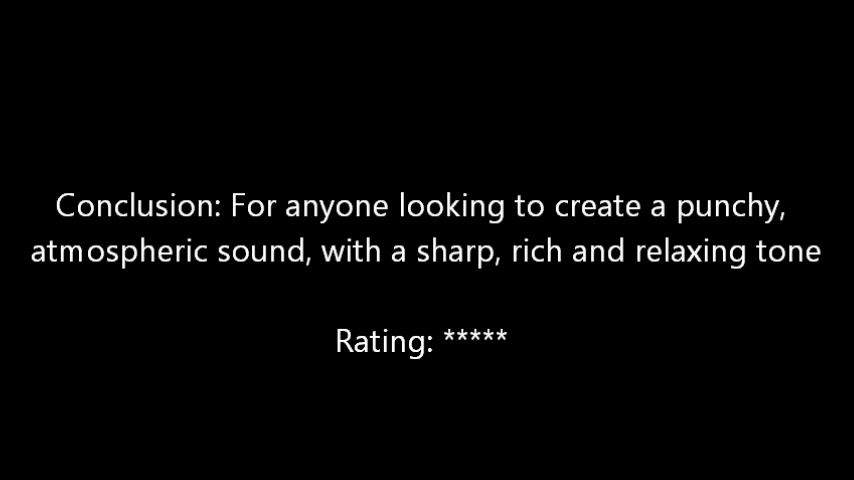 Conclusion: For anyone looking to create a punchy,
atmospheric sound, with a sharp, rich and relaxing tone
Rating: *****